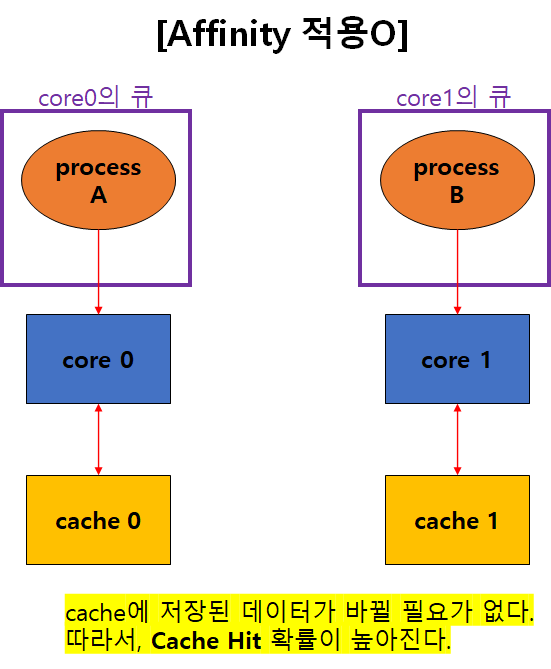 [Affinity 적용O]
core0의 큐
core1의 큐
process
A
process
B
core 0
core 1
cache 0
cache 1
cache에 저장된 데이터가 바뀔 필요가 없다.
따라서, Cache Hit 확률이 높아진다.